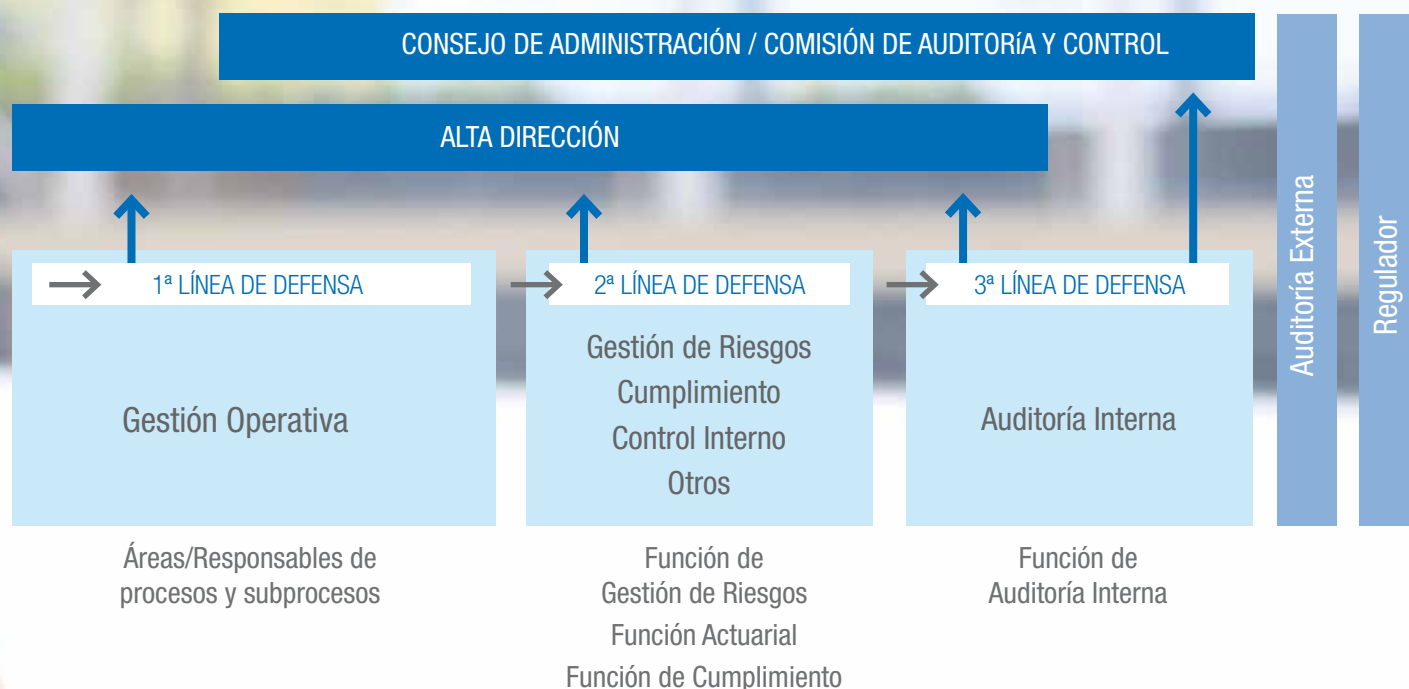 CONSEJO DE ADMINISTRACIÓN / COMISIÓN DE AUDITORíA Y CONTROL
ALTA DIRECCIÓN
1ª LÍNEA DE DEFENSA
Gestión Operativa
Áreas/Responsables de
procesos y subprocesos
2ª LÍNEA DE DEFENSA
Gestión de Riesgos
Cumplimiento
Control Interno
Otros
Función de
Gestión de Riesgos
Función Actuarial
Función de Cumplimiento
3ª LÍNEA DE DEFENSA
Auditoría Interna
Función de
Auditoría Interna
Auditoría Externa
Regulador